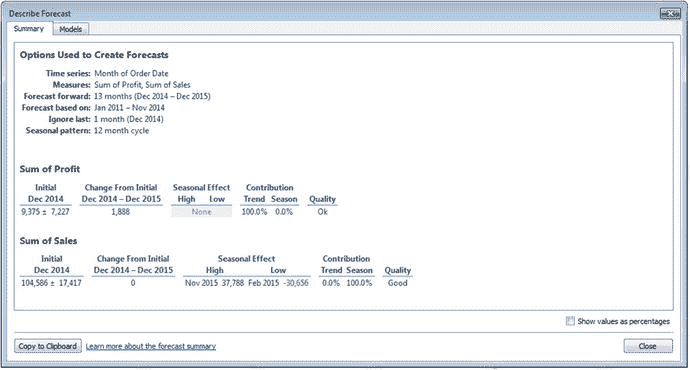 Describe Forecast
Summary Models
Options Used to Create Forecasts
Time series: Month of Order Date
Measures: Sum of Profit, Sum of Sales
Forecast forward: 13 months (Dec 2014 – Dec 2015)
Forecast based on: Jan 2011 – Nov 2014
Ignore last: 1 month (Dec 2014)
Seasonal pattern: 12 month cycle
Sum of Profit
Initial Change From Initial Seasonal Effect Contribution
Dec 2014 Dec 2014 – Dec 2015 High Low Trend Season Quality
9,375 ± 7,227 1,888 None 100.0% 0.0% Ok
Sum of Sales
Initial Change From Initial Seasonal Effect Contribution
Dec 2014 Dec 2014 – Dec 2015 High Low Trend Season Quality
104,586 ± 17,417 0 Nov 2015 37,788 Feb 2015 -30,656 0.0% 100.0% Good
Show values as percentages
Copy to Clipboard Learn more about the forecast summary Close